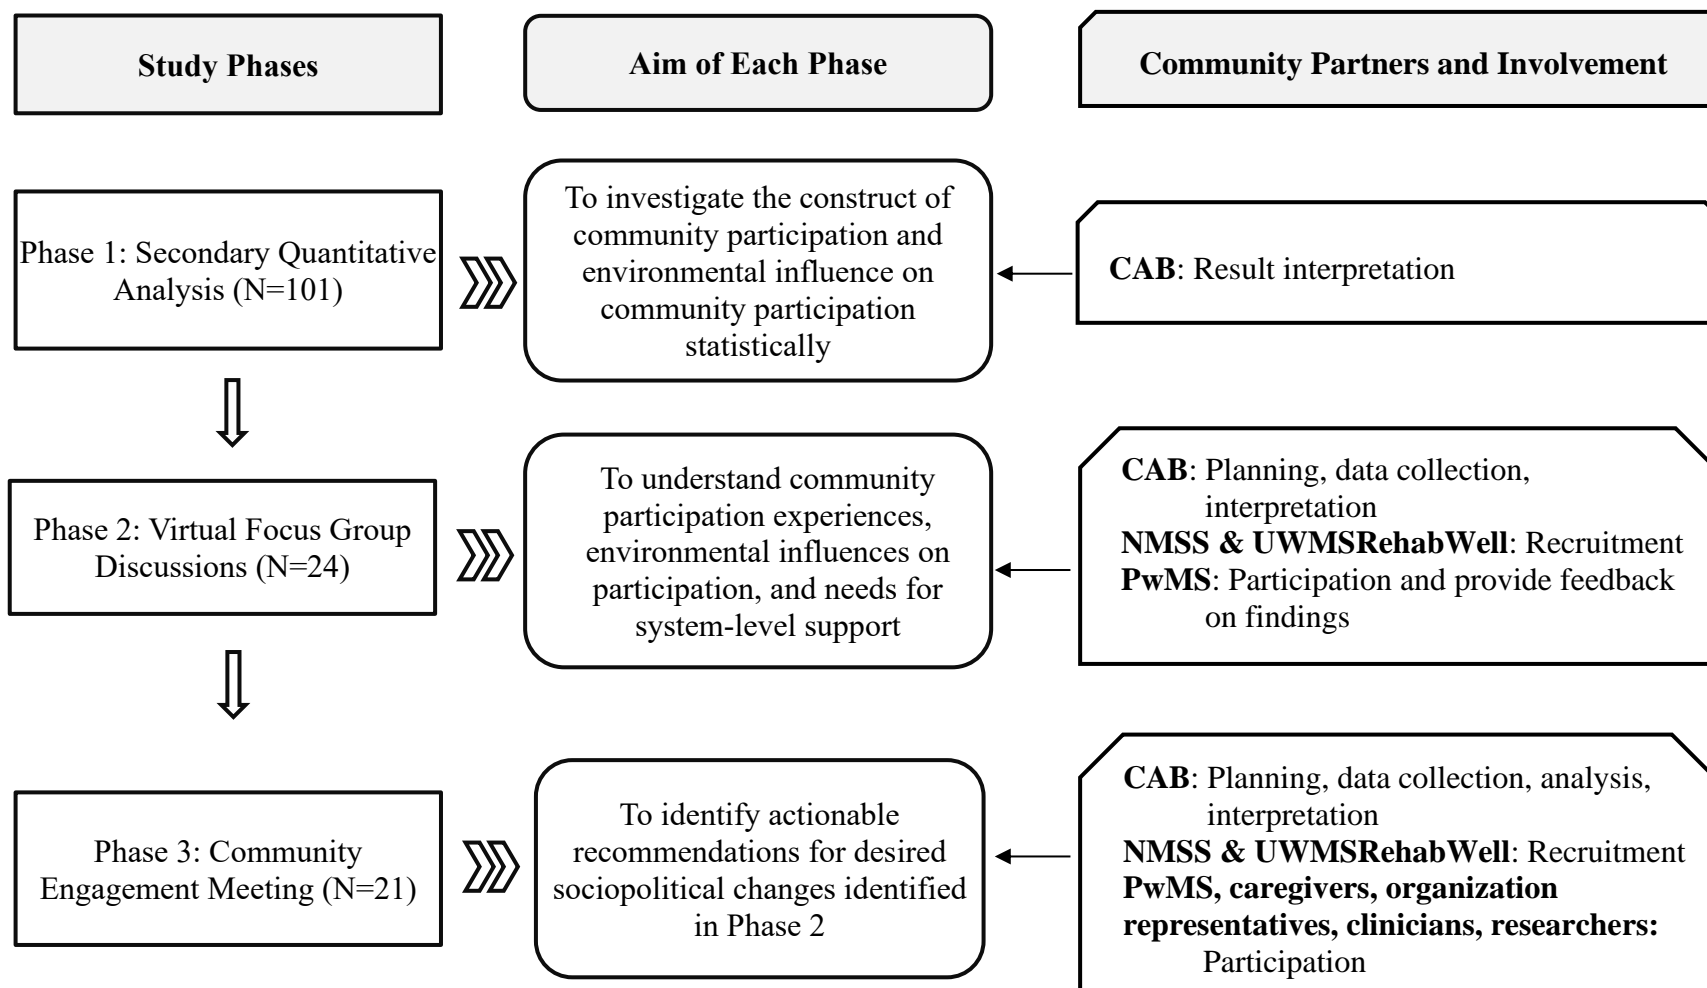 Study Phases
Aim of Each Phase
Community Partners and Involvement
Phase 1: Secondary Quantitative
Analysis (N=101)
To investigate the construct of
community participation and
environmental influence on
community participation
statistically
CAB: Result interpretation
Phase 2: Virtual Focus Group
Discussions (N=24)
To understand community
participation experiences,
environmental influences on
participation, and needs for
system-level support
CAB: Planning, data collection,
interpretation
NMSS & UWMSRehabWell: Recruitment
PwMS: Participation and provide feedback
on findings
Phase 3: Community
Engagement Meeting (N=21)
To identify actionable
recommendations for desired
sociopolitical changes identified
in Phase 2
CAB: Planning, data collection, analysis,
interpretation
NMSS & UWMSRehabWell: Recruitment
PwMS, caregivers, organization
representatives, clinicians, researchers:
Participation